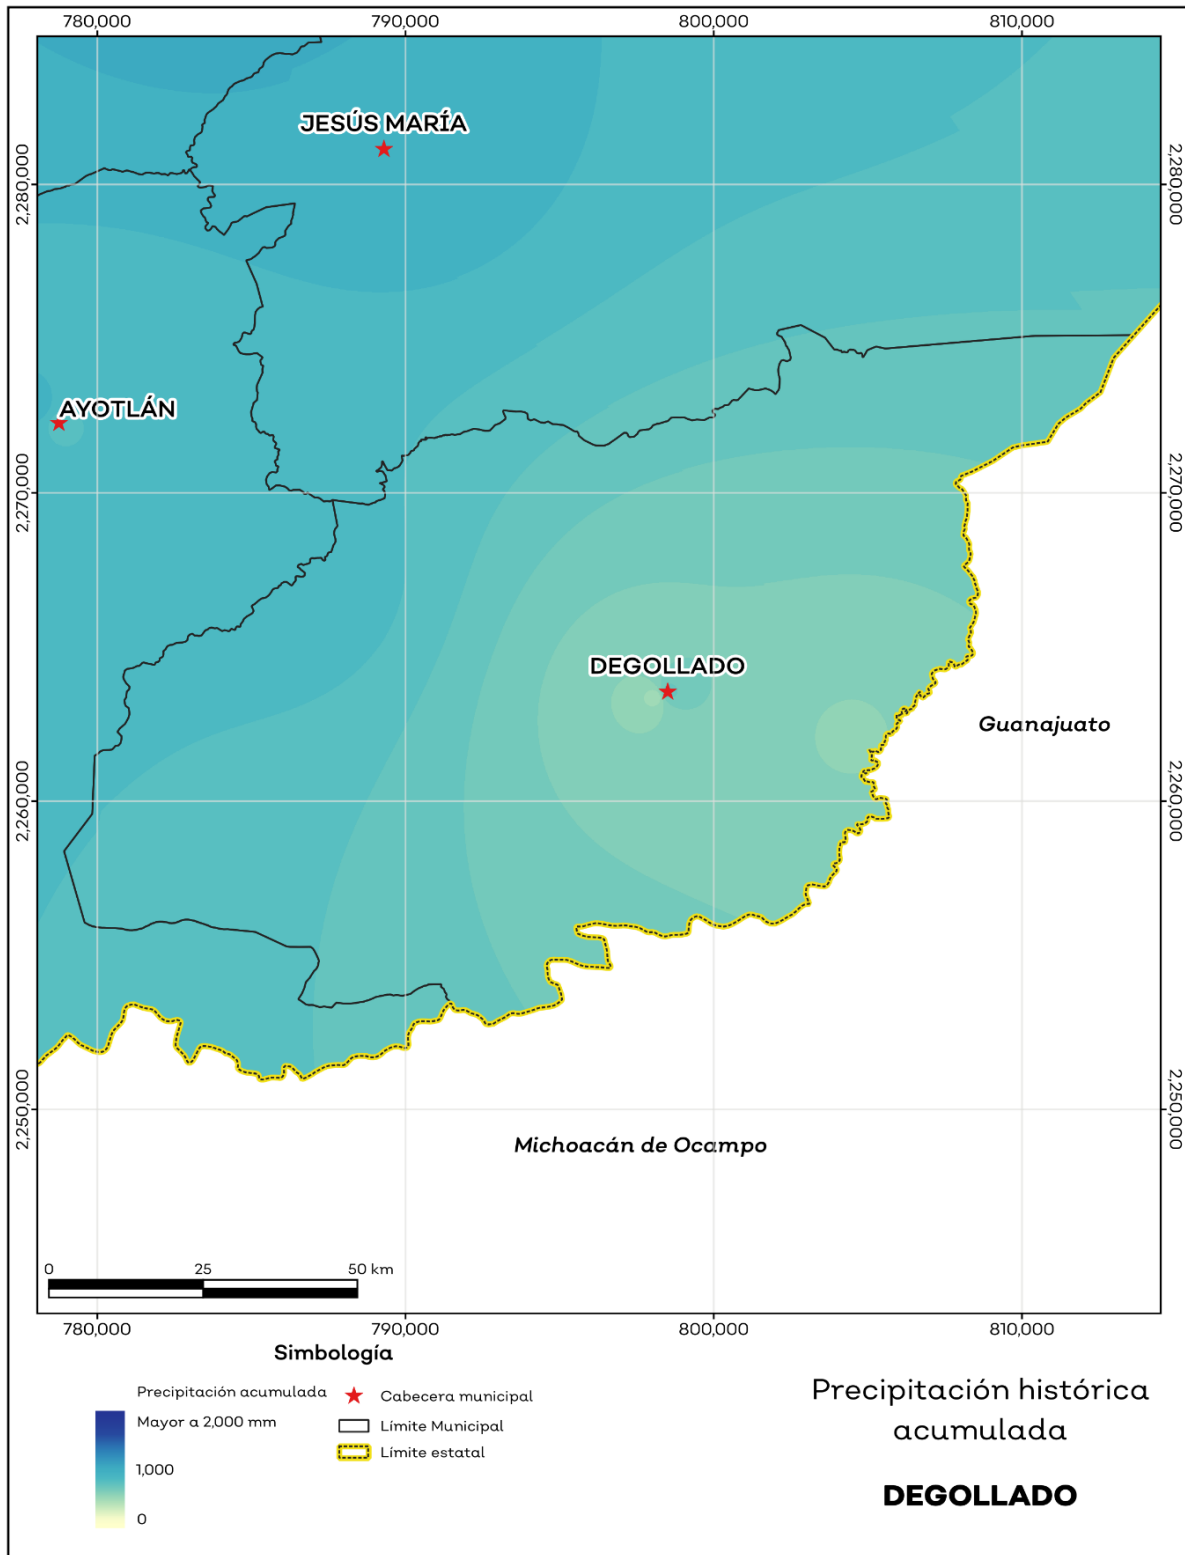 780,000
790,000
800,000
810,000
JESÚS MARÍA
2,280,000
2,280,000
AYOTLÁN
2,270,000
2,270,000
DEGOLLADO
Guanajuato
2,260,000
2,260,000
2,250,000
2,250,000
Michoacán de Ocampo
0
25
50 km
780,000
790,000
800,000
810,000
Simbología
Precipitación acumulada
Mayor a 2,000 mm
1,000
0
Cabecera municipal
Límite Municipal
Límite estatal
Precipitación histórica
acumulada
DEGOLLADO